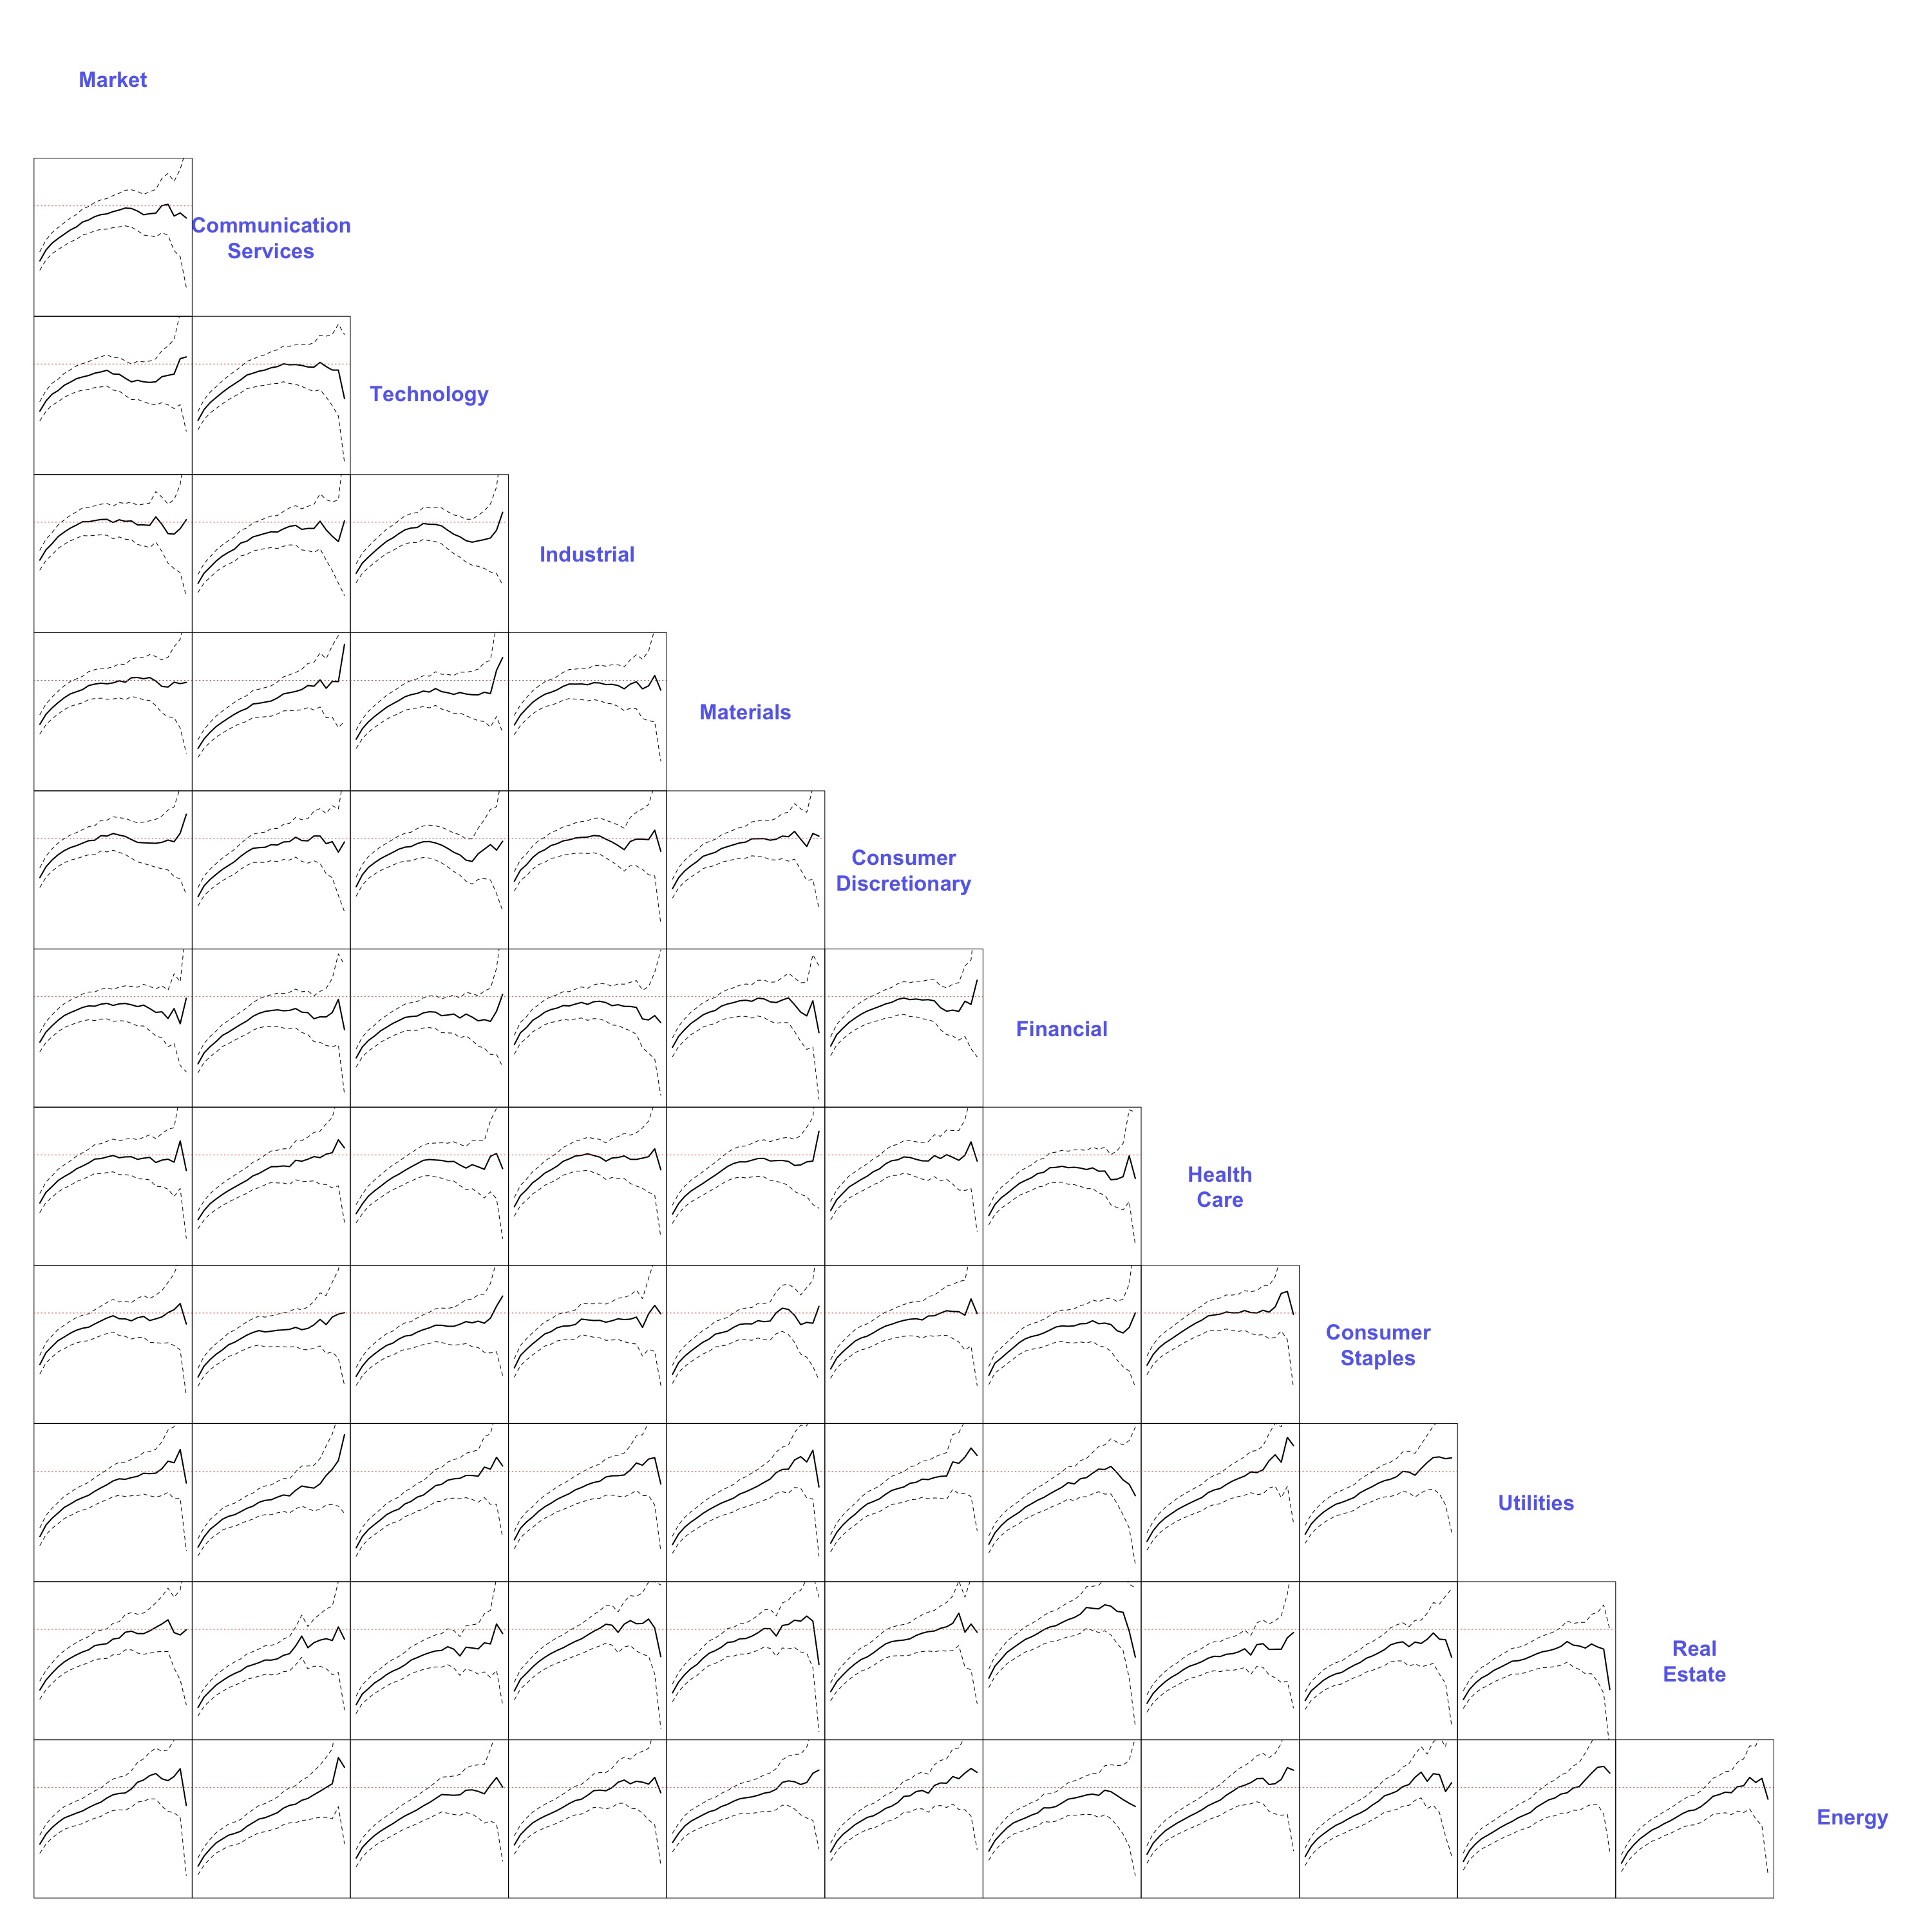 Market
Communication
Services
Technology
Industrial
Materials
Consumer
Discretionary
Financial
Health
Care
Consumer
Staples
Utilities
Real
Estate
Energy